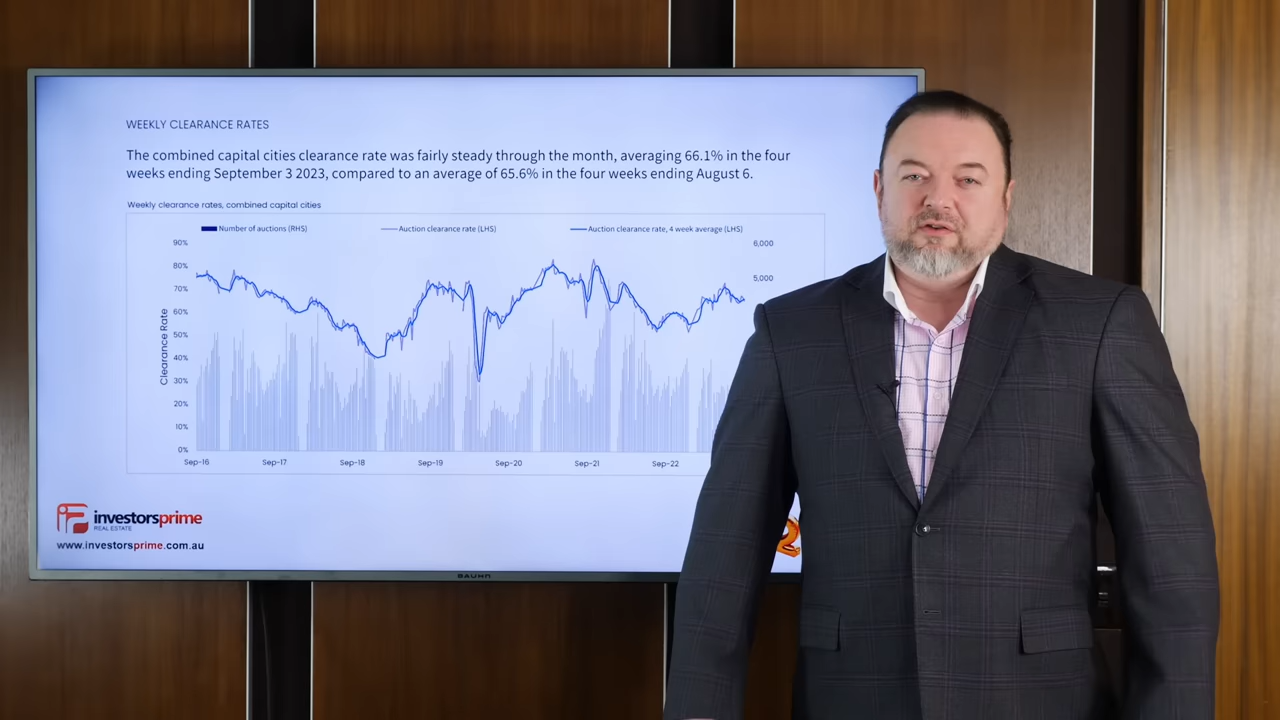 WEEKLY CLEARANCE RATES
The combined capital cities clearance rate was fairly steady through the month, averaging 66.1% in the four
weeks ending September 3 2023, compared to an average of 65.6% in the four weeks ending August 6.
Weekly clearance rates, combined capital cities
Number of auctions (RHS) Auction clearance rate (LHS) Auction clearance rate, 4 week average (LHS)
90% 6,000
80% 5,000
70%
60%
50%
40%
30%
20%
10%
0%
Clearance Rate
Sep-16 Sep-17 Sep-18 Sep-19 Sep-20 Sep-21 Sep-22
investorsprime
REAL ESTATE
www.investorsprime.com.au
BAUHN